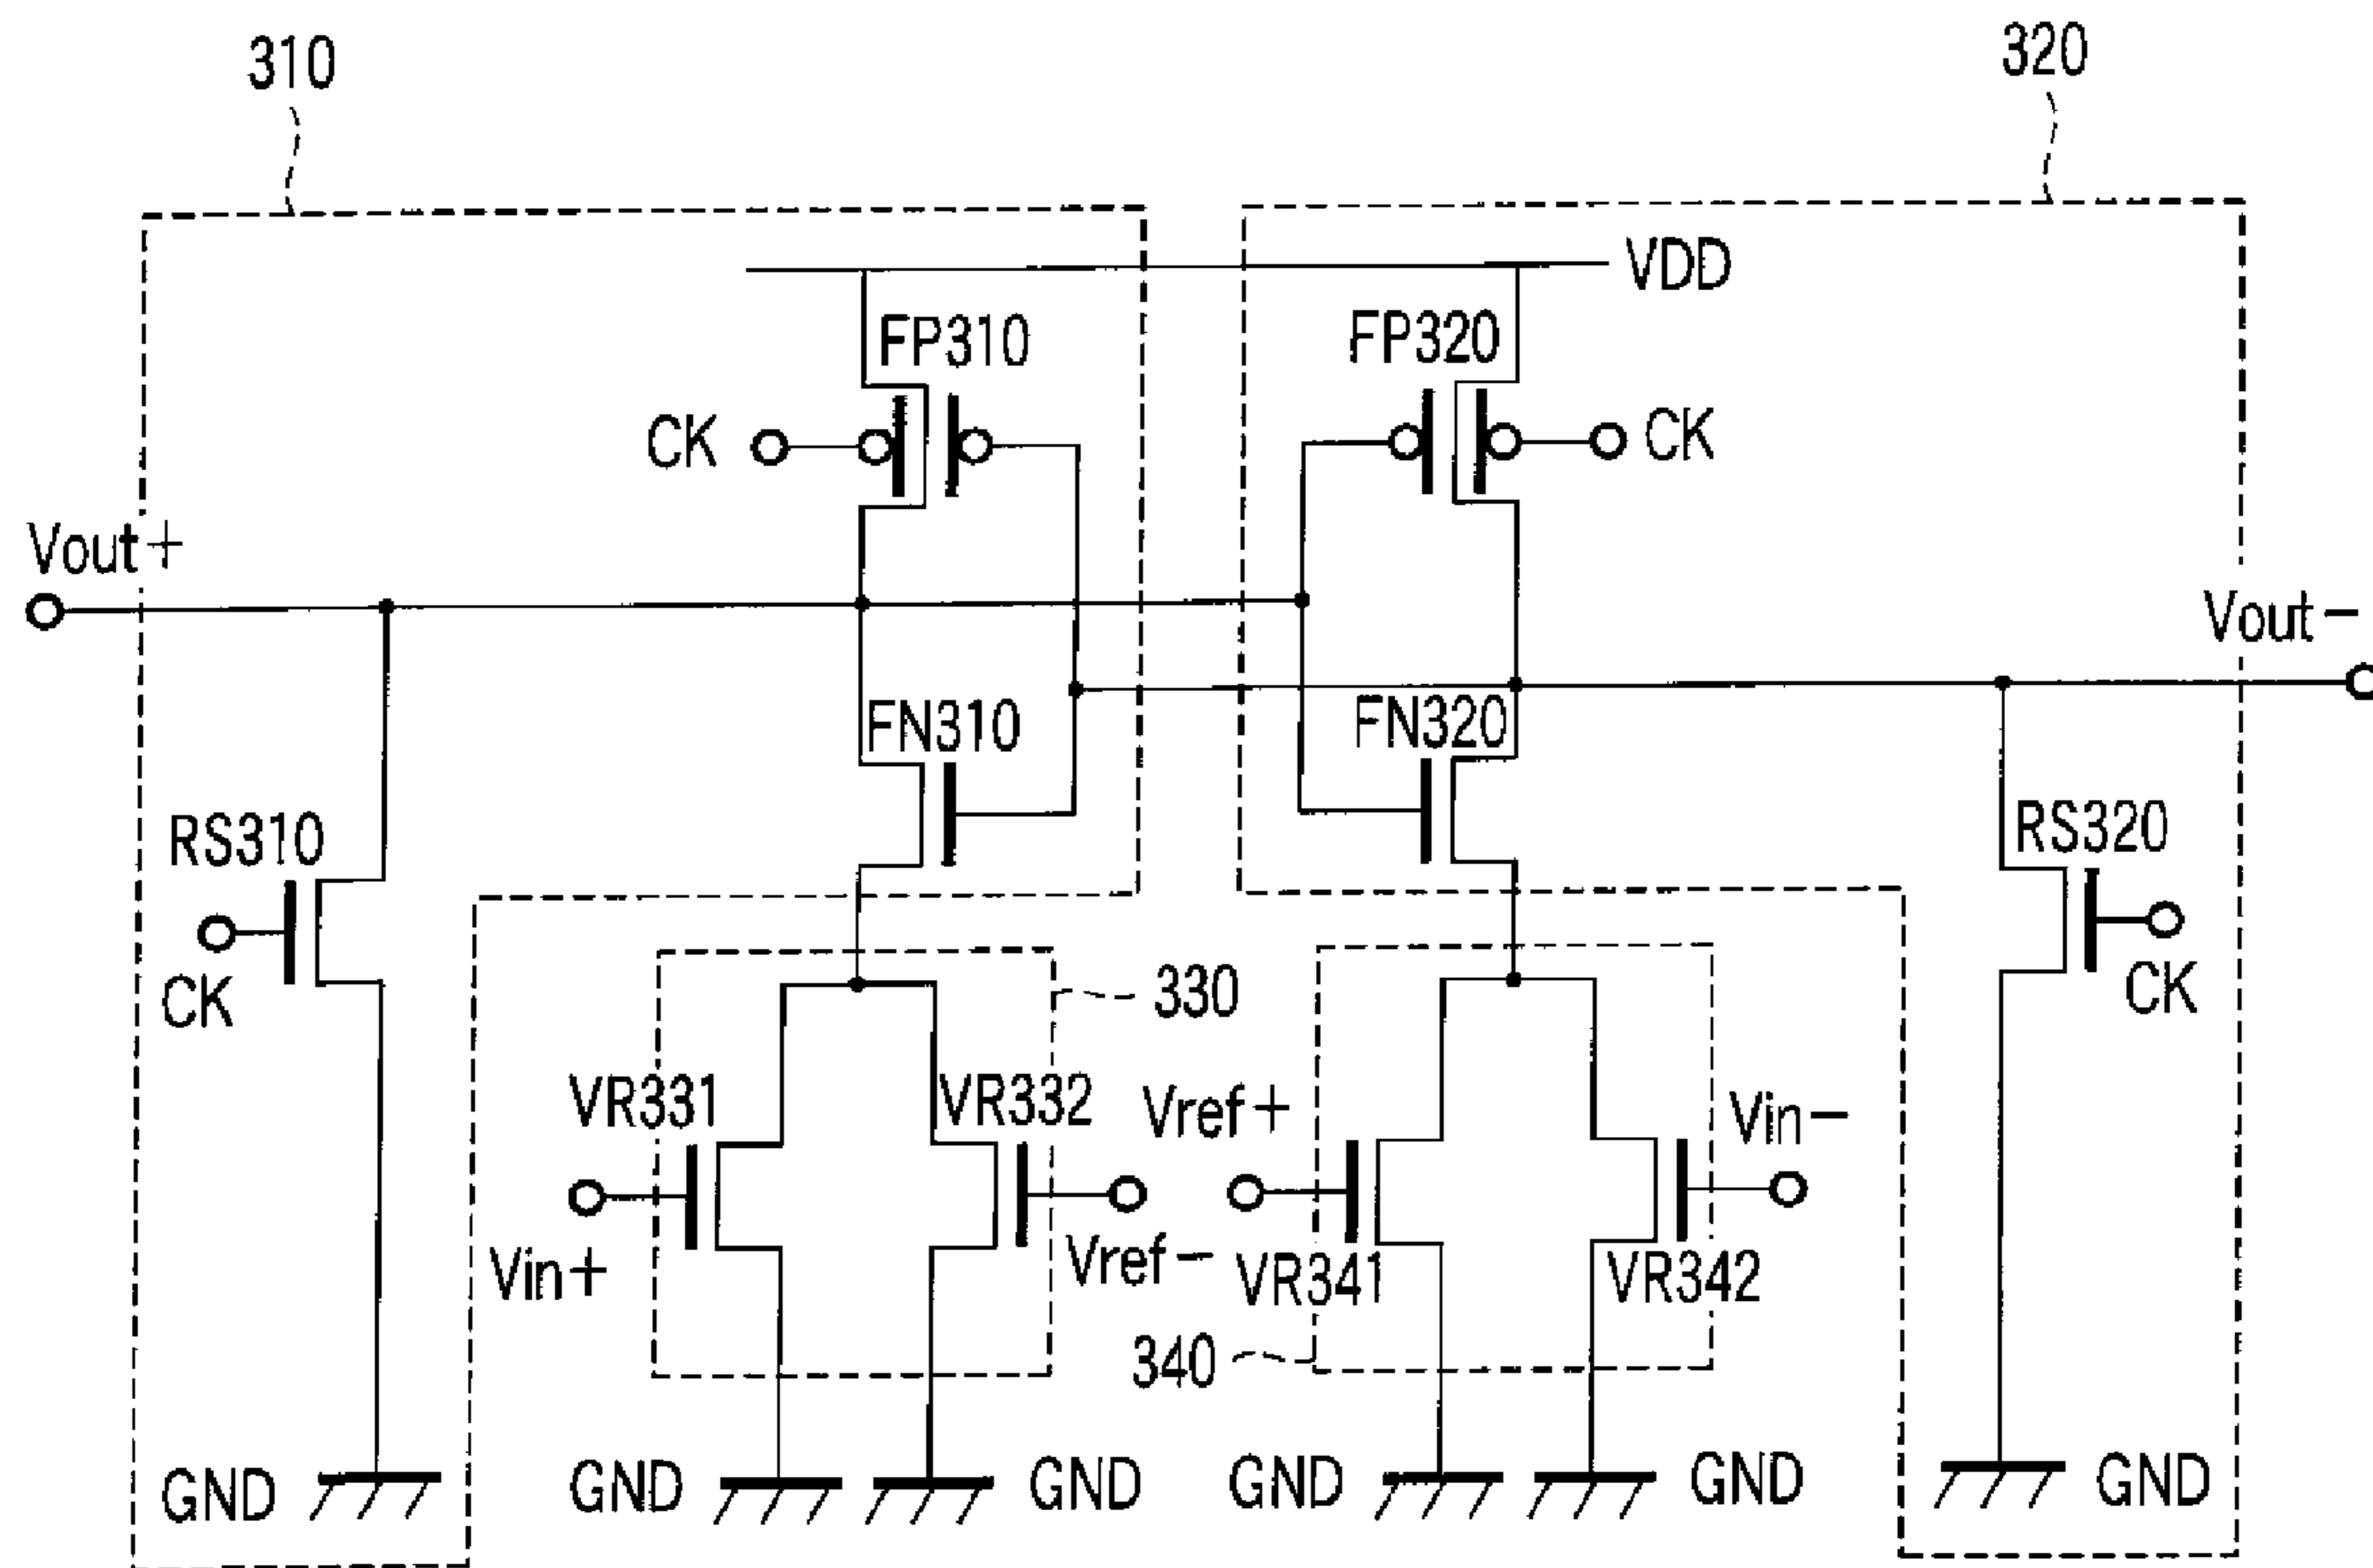 310
320
VDD
FP310
FP320
CK
CK
Vout+
Vout−
FN310
FN320
RS310
RS320
CK
CK
330
VR331
VR332
Vref+
Vin−
Vin+
Vref−
VR341
VR342
340
GND
GND
GND
GND
GND
GND